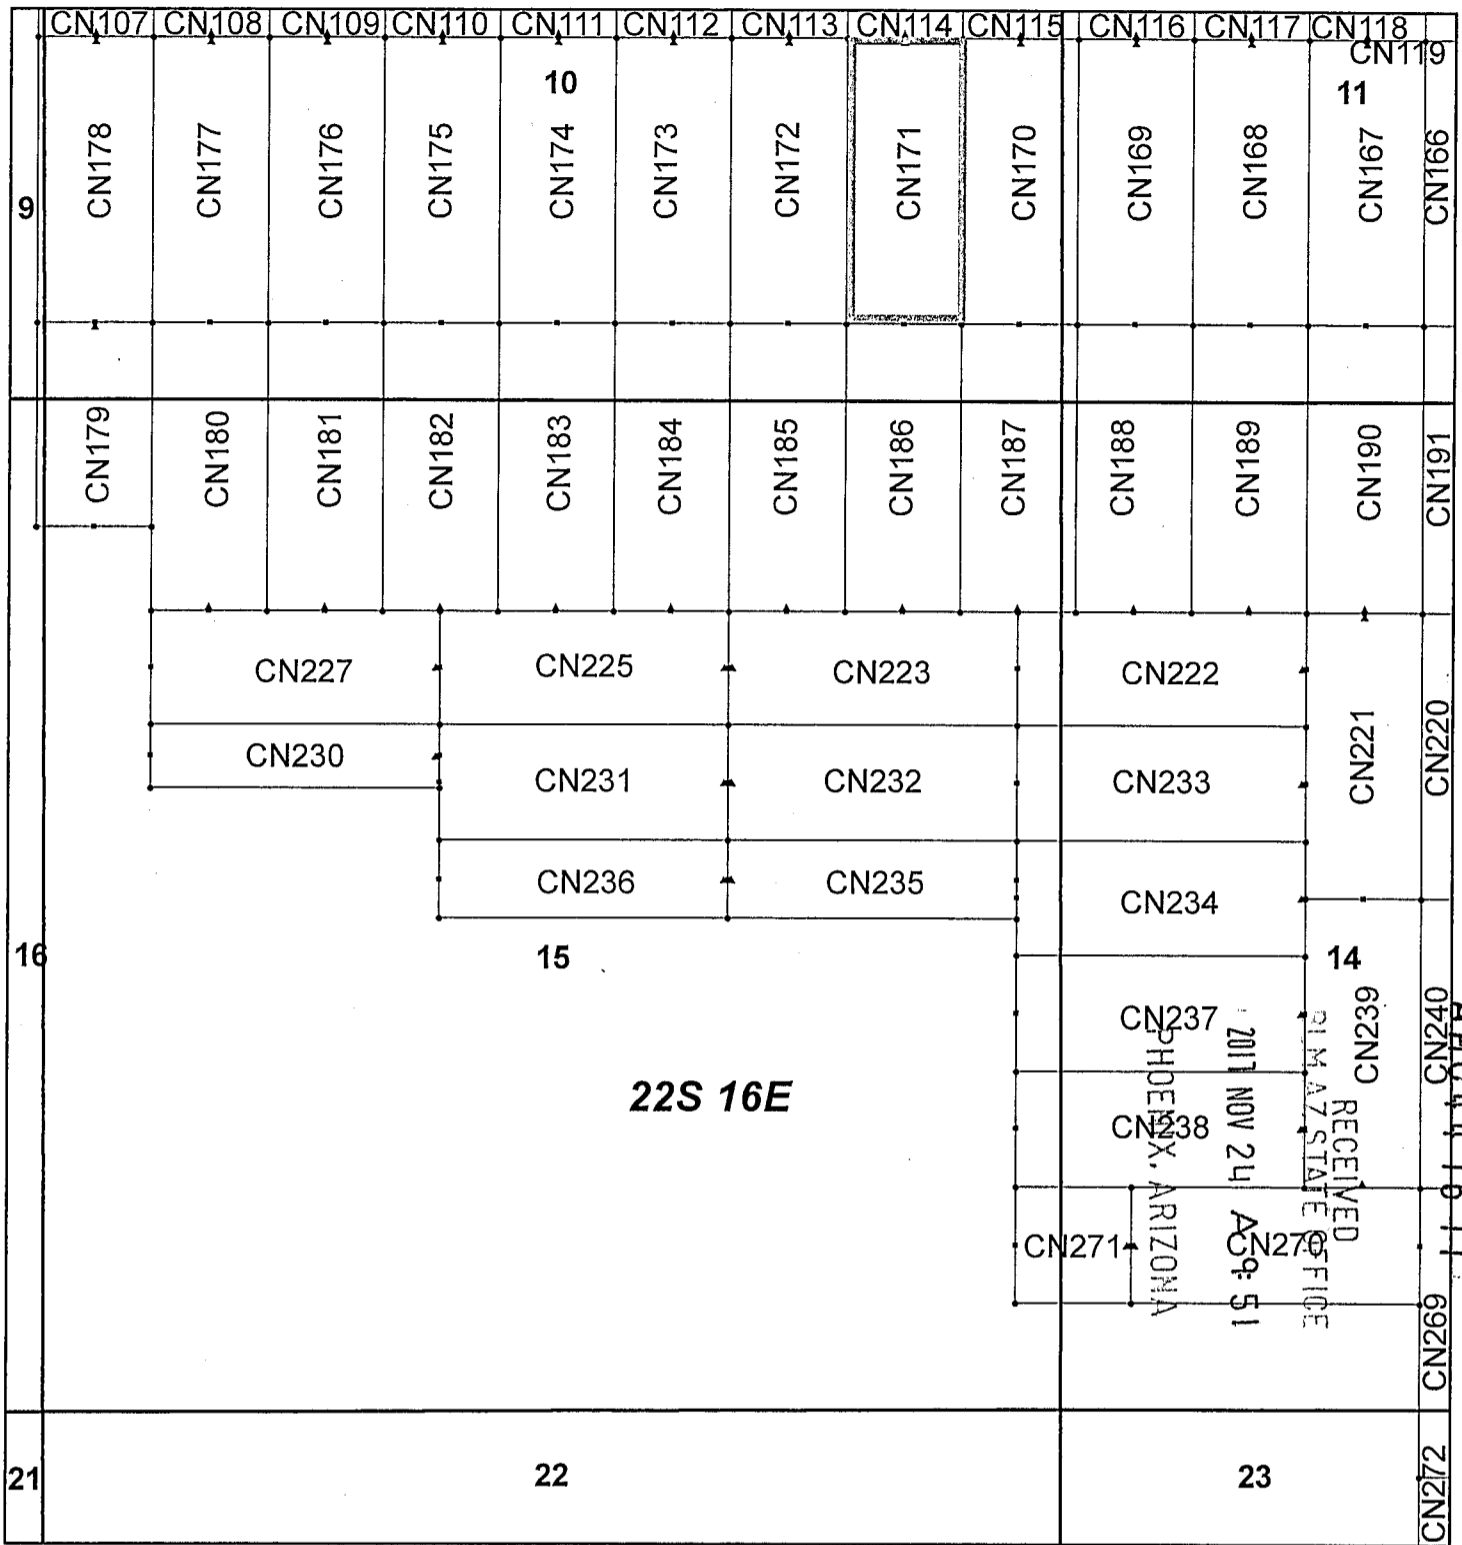 CN107 CN108 CN109 CN110 CN111 CN112 CN113 CN114 CN115 CN116 CN117 CN118
CN119
10
11
9
CN178 CN177 CN176 CN175 CN174 CN173 CN172 CN171 CN170 CN169 CN168 CN167 CN166
CN179 CN180 CN181 CN182 CN183 CN184 CN185 CN186 CN187 CN188 CN189 CN190 CN191
CN227 CN225 CN223 CN222
CN221 CN220
CN230 CN231 CN232 CN233
CN236 CN235 CN234
16
15
14
CN237
CN239 CN240
22S 16E
CN238
CN271 CN270
CN269
RECEIVED
BLM AZ STATE OFFICE
2017 NOV 24 A 9:51
PHOENIX, ARIZONA
21
22
23
CN272